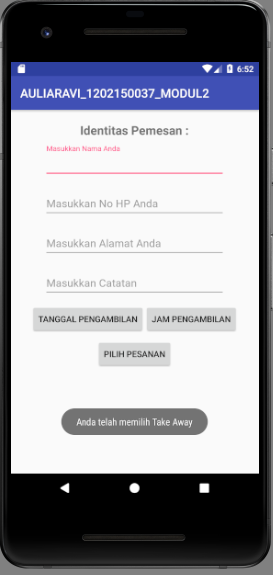 6:52
AULIARAVI_1202150037_MODUL2
Identitas Pemesan :
Masukkan Nama Anda
Masukkan No HP Anda
Masukkan Alamat Anda
Masukkan Catatan
TANGGAL PENGAMBILAN JAM PENGAMBILAN
PILIH PESANAN
Anda telah memilih Take Away